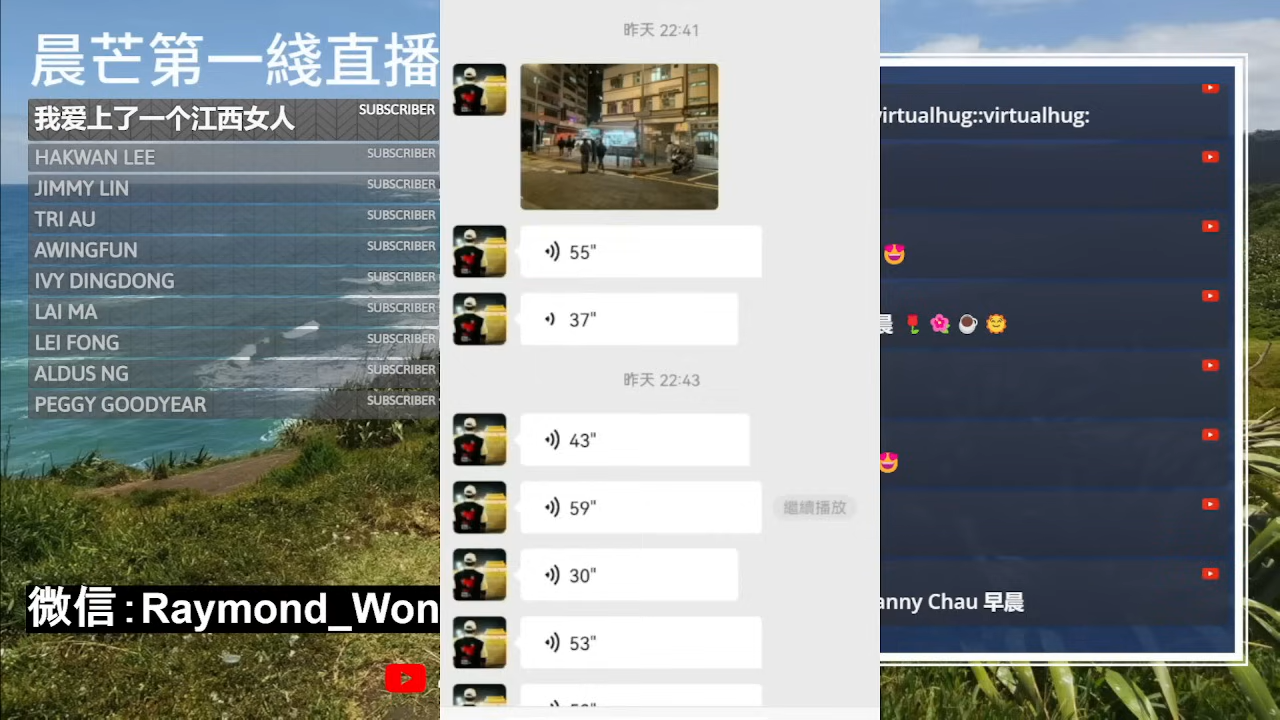 晨芒第一綫直播
我爱上了一个江西女人 SUBSCRIBER
HAKWAN LEE SUBSCRIBER
JIMMY LIN SUBSCRIBER
TRI AU SUBSCRIBER
AWINGFUN SUBSCRIBER
IVY DINGDONG SUBSCRIBER
LAI MA SUBSCRIBER
LEI FONG SUBSCRIBER
ALDUS NG SUBSCRIBER
PEGGY GOODYEAR SUBSCRIBER
微信:Raymond_Won
昨天 22:41
55"
37"
昨天 22:43
43"
59"
繼續播放
30"
53"
virtualhug::virtualhug:
晨 🌹 🌺 ☕ 🌞
anny Chau 早晨